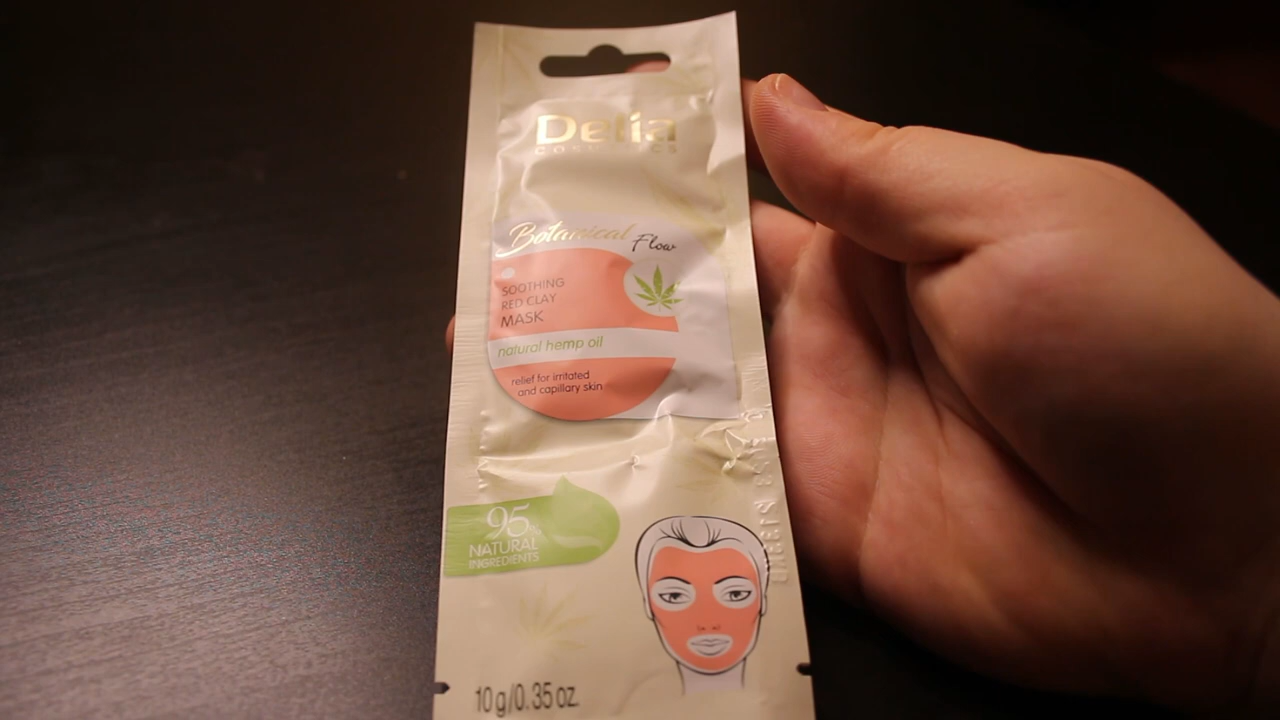 Delia
COSMETICS
Botanical Flow
SOOTHING
RED CLAY
MASK
natural hemp oil
relief for irritated
and capillary skin
95%
NATURAL
INGREDIENTS
10 g/0.35 oz.